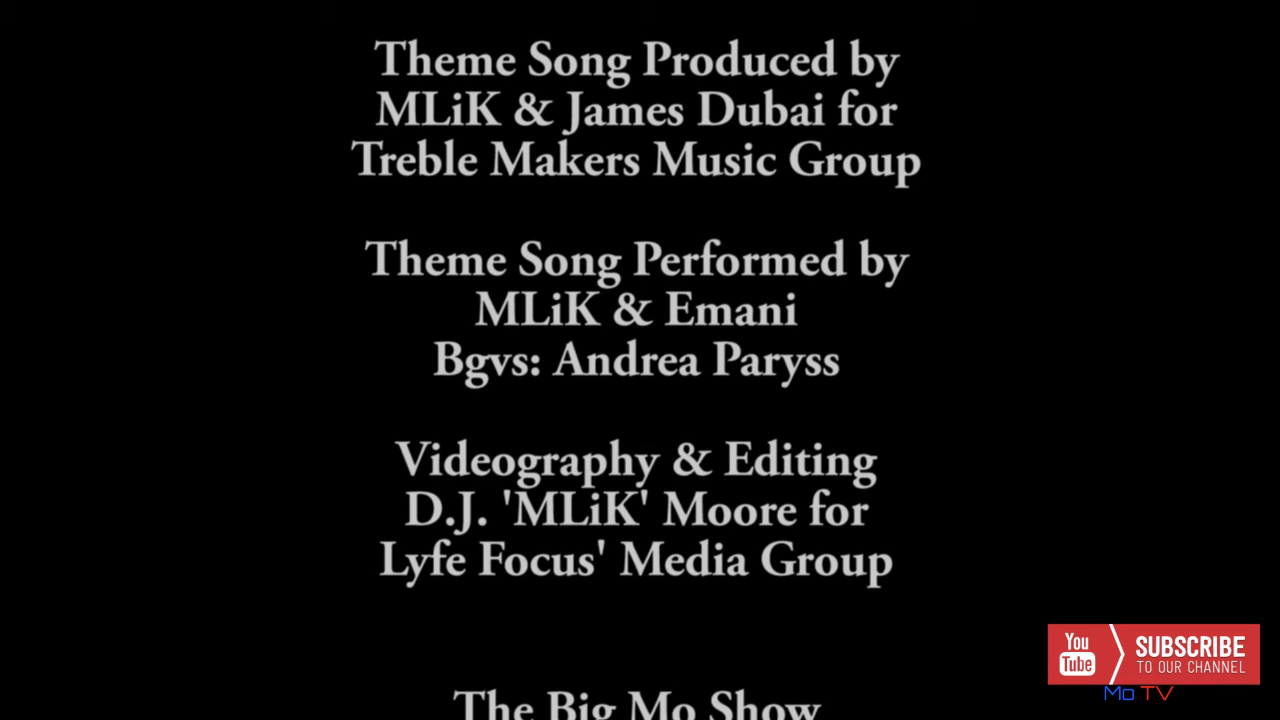 Theme Song Produced by
MLiK & James Dubai for
Treble Makers Music Group
Theme Song Performed by
MLiK & Emani
Bgvs: Andrea Paryss
Videography & Editing
D.J. 'MLiK' Moore for
Lyfe Focus' Media Group
You
Tube
SUBSCRIBE
TO OUR CHANNEL
Mo TV
The Big Mo Show